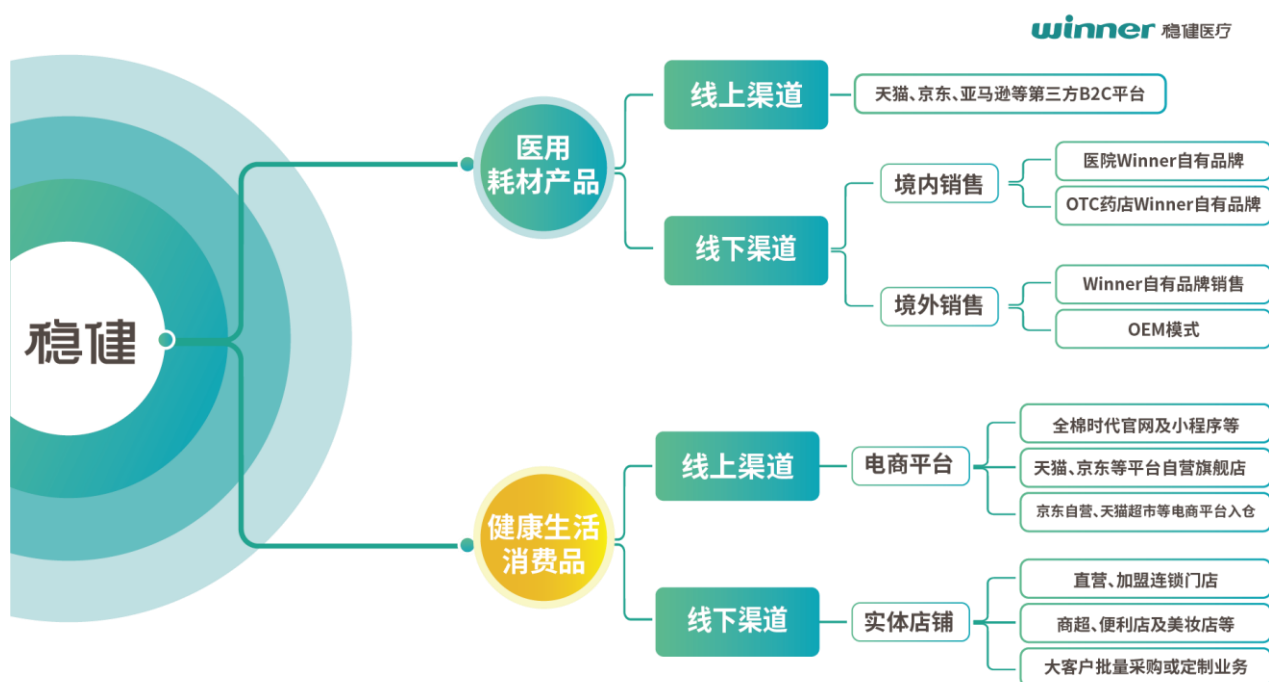 winner 稳健医疗
稳健
医用
耗材产品
线上渠道
天猫、京东、亚马逊等第三方B2C平台
线下渠道
境内销售
医院Winner自有品牌
OTC药店Winner自有品牌
境外销售
Winner自有品牌销售
OEM模式
健康生活
消费品
线上渠道
电商平台
全棉时代官网及小程序等
天猫、京东等平台自营旗舰店
京东自营、天猫超市等电商平台入仓
线下渠道
实体店铺
直营、加盟连锁门店
商超、便利店及美妆店等
大客户批量采购或定制业务